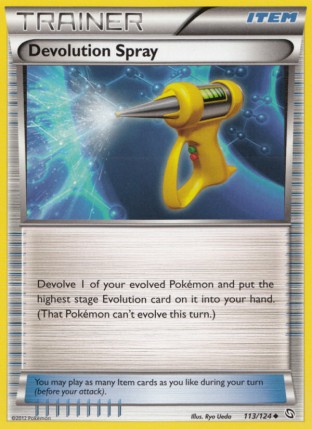 TRAINER ITEM
Devolution Spray
Devolve 1 of your evolved Pokémon and put the
highest stage Evolution card on it into your hand.
(That Pokémon can't evolve this turn.)
You may play as many Item cards as you like during your turn
(before your attack).
©2012 Pokémon Illus. Ryo Ueda 113/124